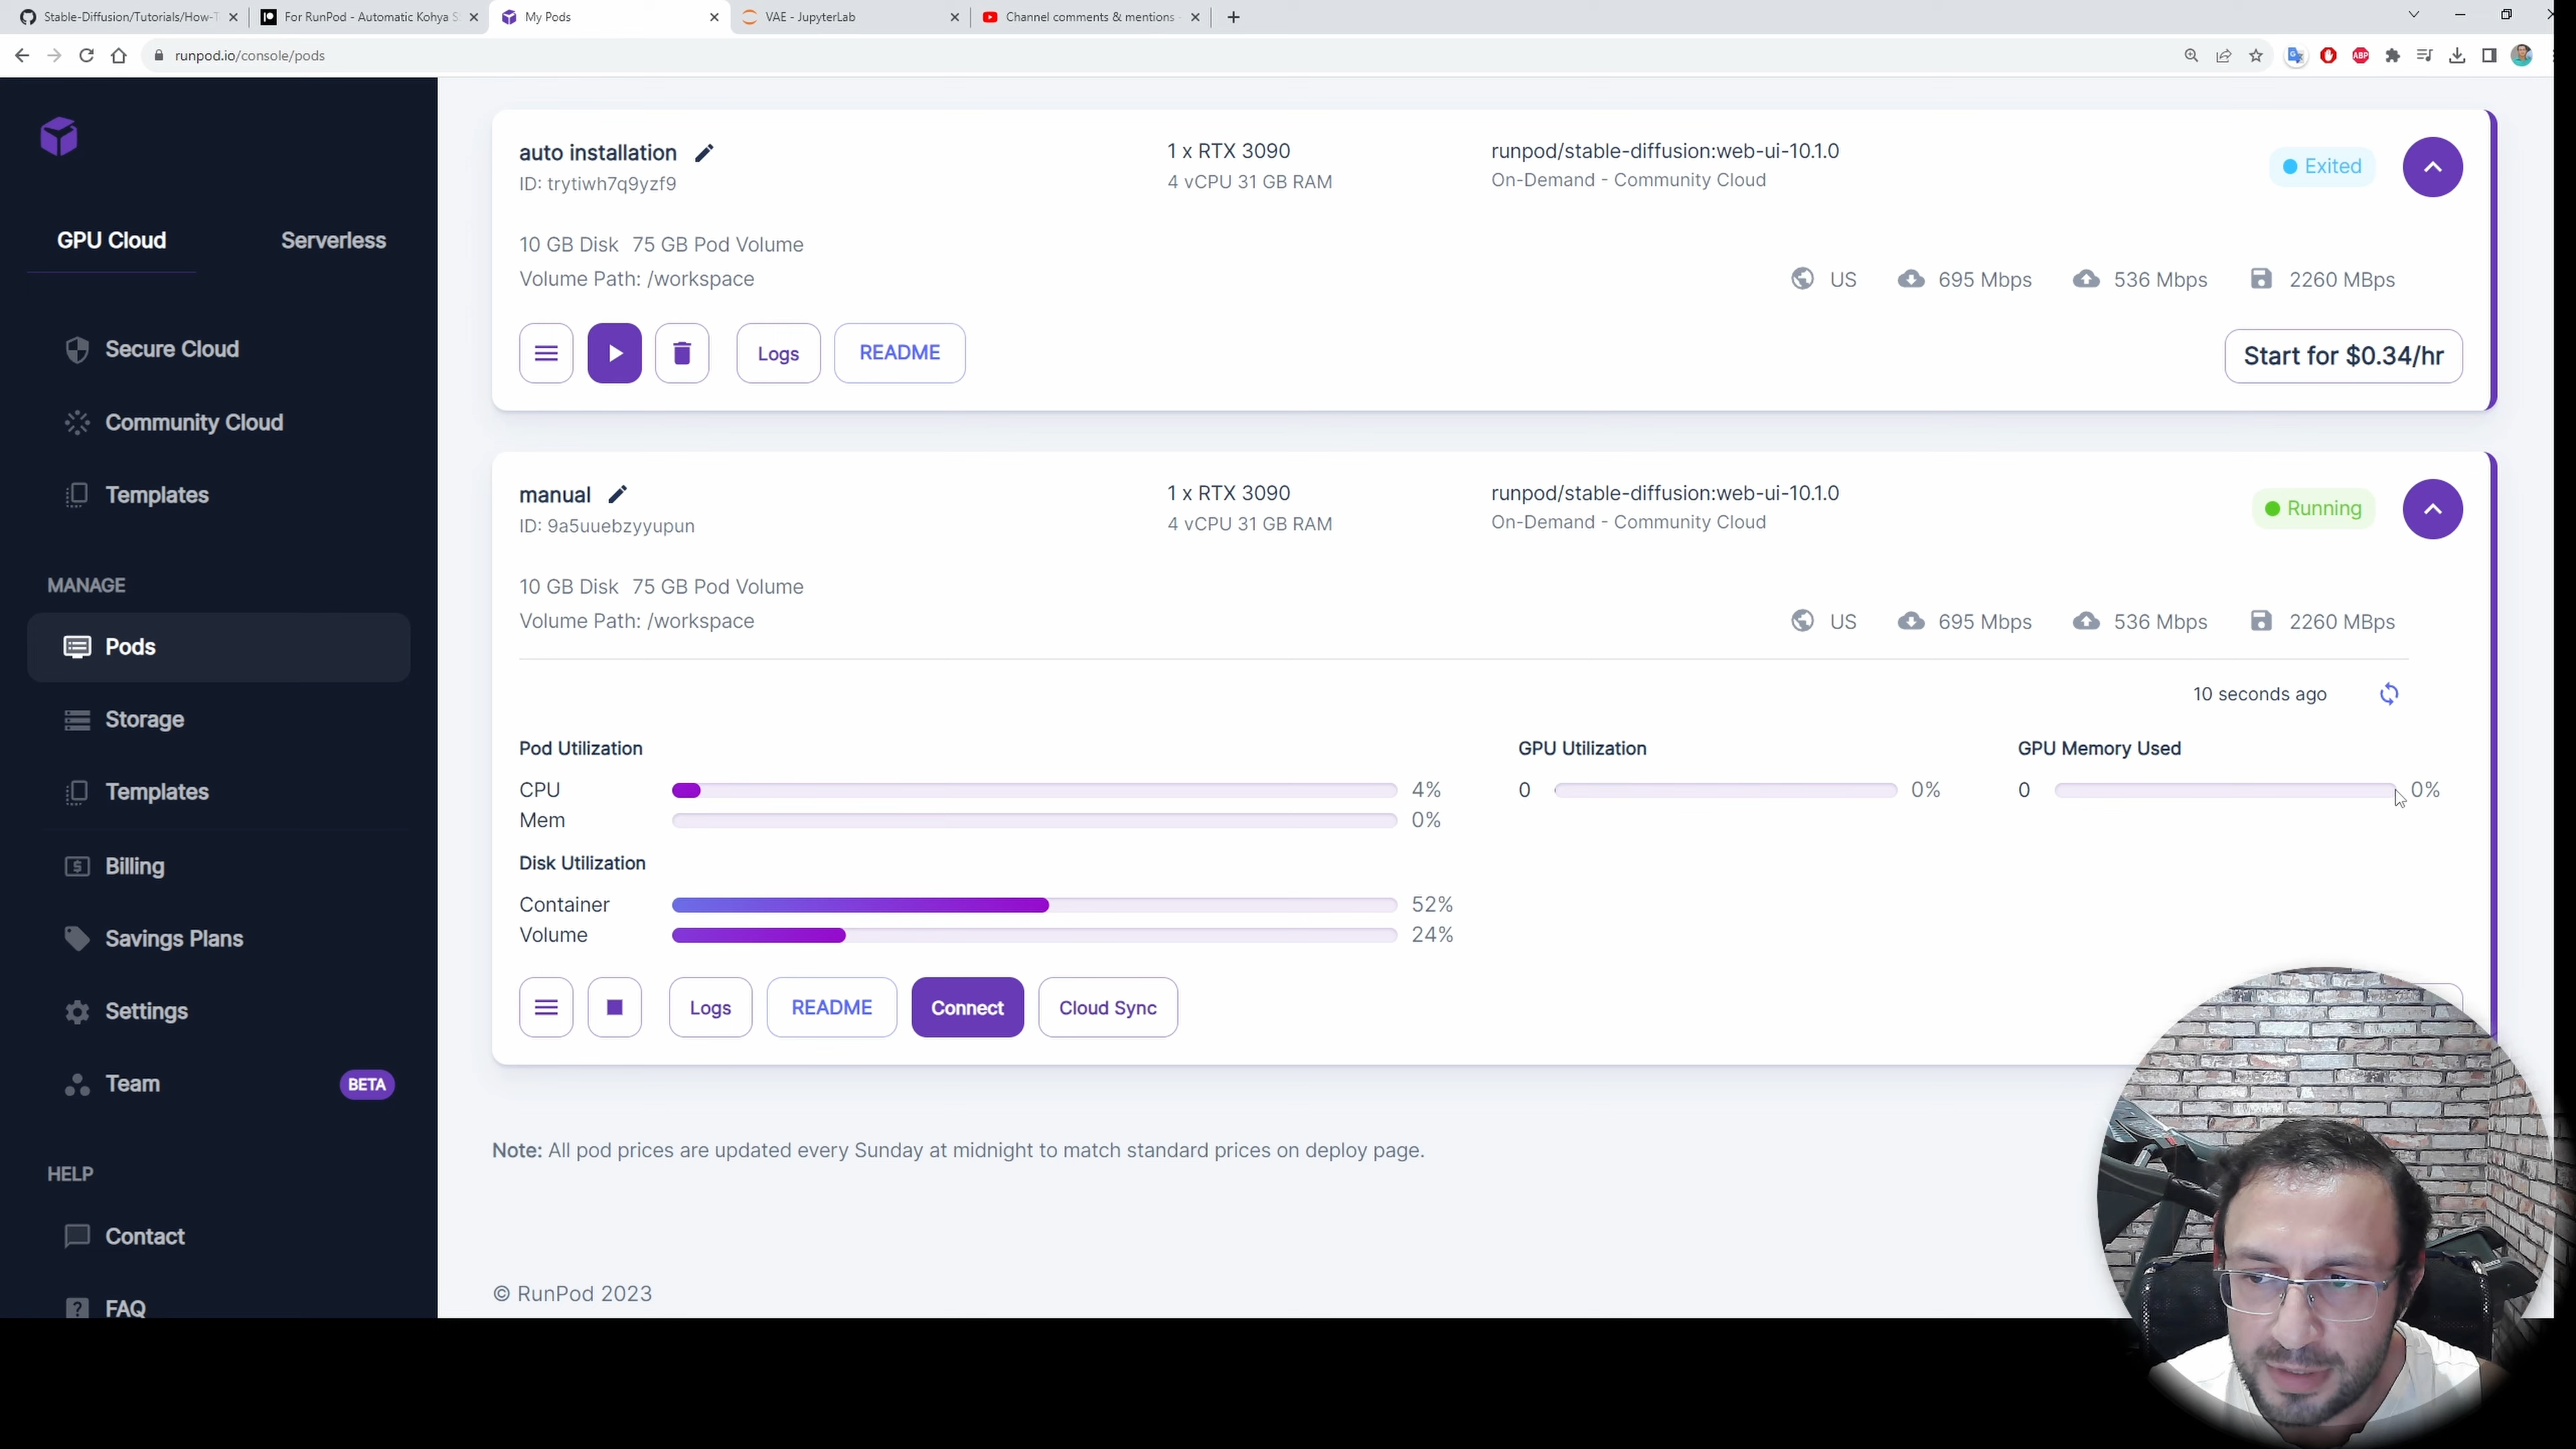 Stable-Diffusion/Tutorials/How-T
For RunPod - Automatic Kohya S
My Pods
VAE - JupyterLab
Channel comments & mentions -
runpod.io/console/pods
ABP
GPU Cloud
Serverless
Secure Cloud
Community Cloud
Templates
MANAGE
Pods
Storage
Templates
Billing
Savings Plans
Settings
Team
BETA
HELP
Contact
FAQ
auto installation
ID: trytiwh7q9yzf9
1 x RTX 3090
4 vCPU 31 GB RAM
runpod/stable-diffusion:web-ui-10.1.0
On-Demand - Community Cloud
Exited
10 GB Disk 75 GB Pod Volume
Volume Path: /workspace
US 695 Mbps 536 Mbps 2260 MBps
Logs
README
Start for $0.34/hr
manual
ID: 9a5uuebzyyupun
1 x RTX 3090
4 vCPU 31 GB RAM
runpod/stable-diffusion:web-ui-10.1.0
On-Demand - Community Cloud
Running
10 GB Disk 75 GB Pod Volume
Volume Path: /workspace
US 695 Mbps 536 Mbps 2260 MBps
10 seconds ago
Pod Utilization
CPU 4%
Mem 0%
GPU Utilization
0 0%
GPU Memory Used
0 0%
Disk Utilization
Container 52%
Volume 24%
Logs
README
Connect
Cloud Sync
Note: All pod prices are updated every Sunday at midnight to match standard prices on deploy page.
© RunPod 2023